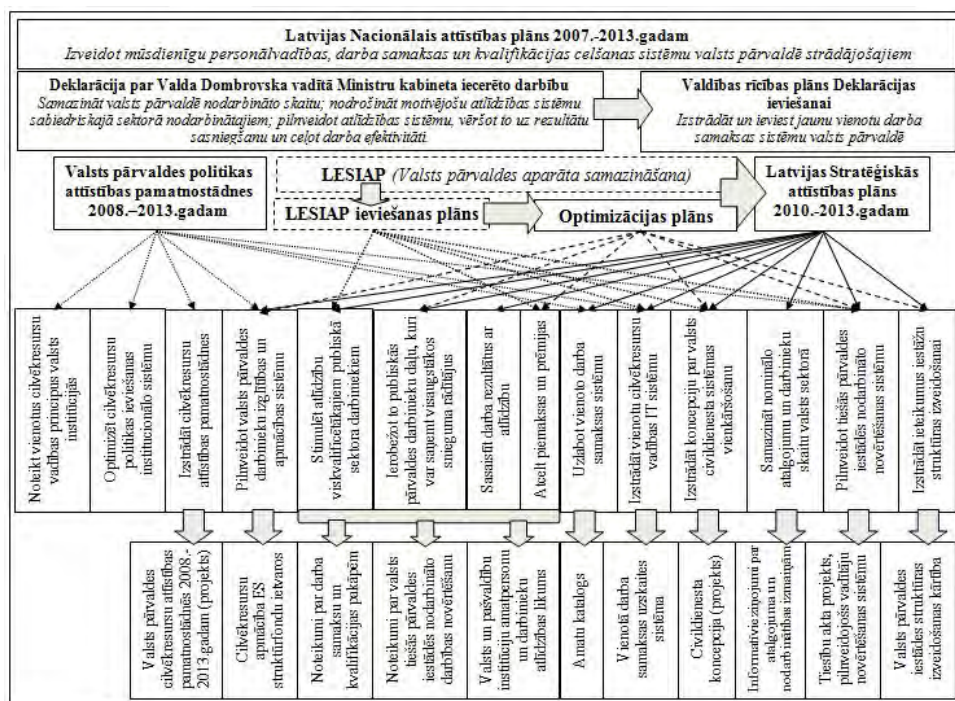 Latvijas Nacionālais attīstības plāns 2007.-2013.gadam
Izveidot mūsdienīgu personālvadības, darba samaksas un kvalifikācijas celšanas sistēmu valsts pārvaldē strādājošajiem
Deklarācija par Valda Dombrovska vadītā Ministru kabineta iecerēto darbību
Samazināt valsts pārvaldē nodarbināto skaitu; nodrošināt motivējošu atlīdzības sistēmu
sabiedriskajā sektorā nodarbinātajiem; pilnveidot atlīdzības sistēmu, vēršot to uz rezultātu
sasniegšanu un ceļot darba efektivitāti.
Valdības rīcības plāns Deklarācijas
ieviešanai
Izstrādāt un ieviest jaunu vienotu darba
samaksas sistēmu valsts pārvaldē
Valsts pārvaldes politikas
attīstības pamatnostādnes
2008.–2013.gadam
LESIAP (Valsts pārvaldes aparāta samazināšana)
LESIAP ieviešanas plāns
Optimizācijas plāns
Latvijas Stratēģiskās
attīstības plāns
2010.-2013.gadam
Noteikt vienotus cilvēkresursu
vadības principus valsts
institūcijās
Optimizēt cilvēkresursu
politikas ieviešanas
institucionālo sistēmu
Izstrādāt cilvēkresursu
attīstības pamatnostādnes
Pilnveidot valsts pārvaldes
darbinieku izglītības un
apmācības sistēmu
Stimulēt atlīdzību
viskvalificētākajiem publiskā
sektora darbiniekiem
Ierobežot to publiskās
pārvaldes darbinieku daļu, kuri
var saņemt visaugstākos
snieguma rādītājus
Sasaistīt darba rezultātus ar
atlīdzību
Atcelt piemaksas un prēmijas
Uzlabot vienoto darba
samaksas sistēmu
Izstrādāt vienotu cilvēkresursu
vadības IT sistēmu
Izstrādāt koncepciju par valsts
civildienesta sistēmas
vienkāršošanu
Samazināt nominālo
atalgojumu un darbinieku
skaitu valsts sektorā
Pilnveidot tiešās pārvaldes
iestādēs nodarbināto
novērtēšanas sistēmu
Izstrādāt ieteikumus iestāžu
struktūras izveidošanai
Valsts pārvaldes
cilvēkresursu attīstības
pamatnostādnēs 2008.-
2013.gadam (projekts)
Cilvēkresursu
apmācība ES
struktūrfondu ietvaros
Noteikumi par darba
samaksu un
kvalifikācijas pakāpēm
Noteikumi par valsts
tiešās pārvaldes
iestādēs nodarbināto
darbības novērtēšanu
Valsts un pašvaldību
institūciju amatpersonu
un darbinieku
atlīdzības likums
Amatu katalogs
Vienotā darba
samaksas uzskaites
sistēma
Civildienesta
koncepcija (projekts)
Informatīvie ziņojumi par
atalgojuma un
nodarbinātības izmaiņām
Tiesību akta projekts,
pilnveidojošs vadītāju
novērtēšanas sistēmu
Valsts pārvaldes
iestādes struktūras
izveidošanas kārtība